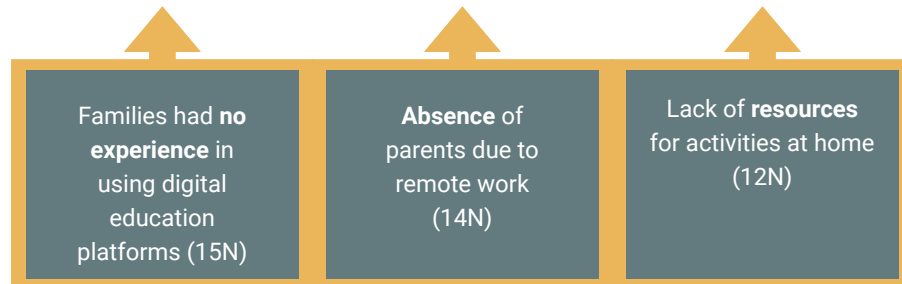 Families had no
experience in
using digital
education
platforms (15N)
Absence of
parents due to
remote work
(14N)
Lack of resources
for activities at home
(12N)